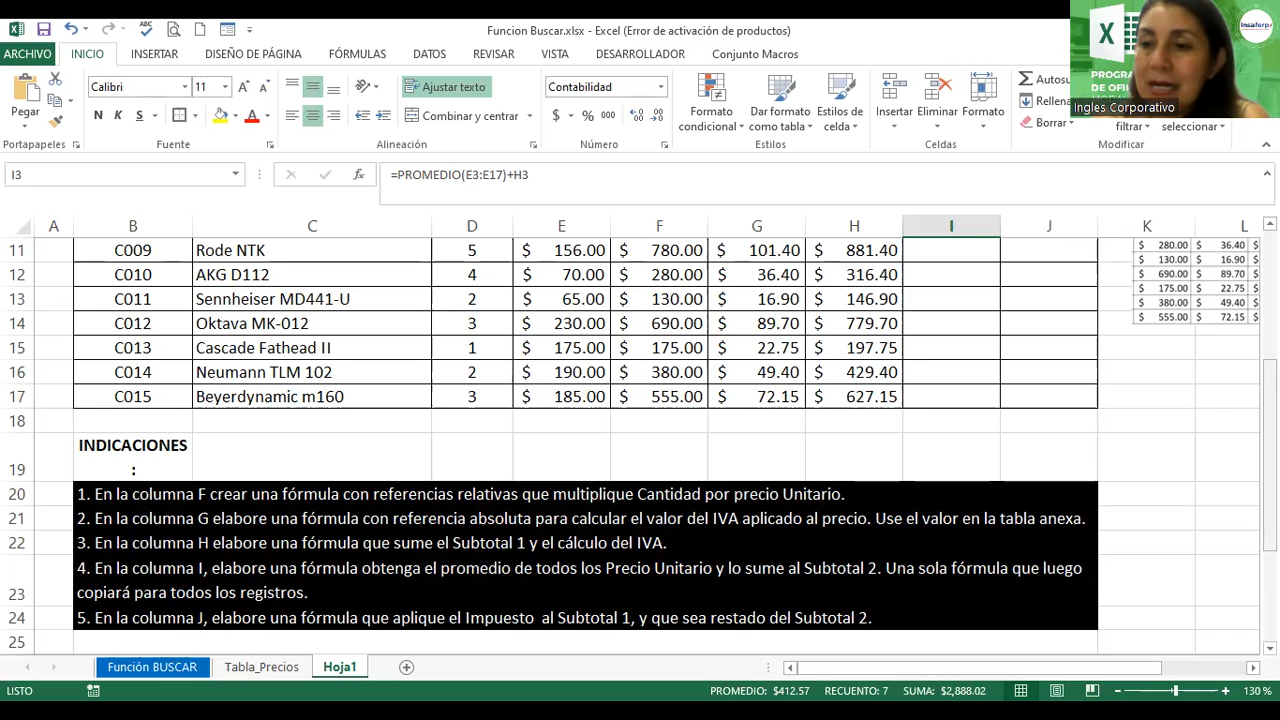 Funcion Buscar.xlsx - Excel (Error de activación de productos)
ARCHIVO INICIO INSERTAR DISEÑO DE PÁGINA FÓRMULAS DATOS REVISAR VISTA DESARROLLADOR Conjunto Macros
Insaforp
Calibri 11 Ajustar texto Contabilidad
PROGRA
DE OFI
Ingles Corporativo
Pegar
N K S Combinar y centrar $ % 000
Formato condicional Dar formato como tabla Estilos de celda Insertar Eliminar Formato
Autosu
Rellena
Borrar
filtrar seleccionar
Portapapeles Fuente Alineación Número Estilos Celdas Modificar
I3 fx =PROMEDIO(E3:E17)+H3
A B C D E F G H I J K L
11 C009 Rode NTK 5 $ 156.00 $ 780.00 $ 101.40 $ 881.40
12 C010 AKG D112 4 $ 70.00 $ 280.00 $ 36.40 $ 316.40
13 C011 Sennheiser MD441-U 2 $ 65.00 $ 130.00 $ 16.90 $ 146.90
14 C012 Oktava MK-012 3 $ 230.00 $ 690.00 $ 89.70 $ 779.70
15 C013 Cascade Fathead II 1 $ 175.00 $ 175.00 $ 22.75 $ 197.75
16 C014 Neumann TLM 102 2 $ 190.00 $ 380.00 $ 49.40 $ 429.40
17 C015 Beyerdynamic m160 3 $ 185.00 $ 555.00 $ 72.15 $ 627.15
$ 280.00 $ 36.40 $
$ 130.00 $ 16.90 $
$ 690.00 $ 89.70 $
$ 175.00 $ 22.75 $
$ 380.00 $ 49.40 $
$ 555.00 $ 72.15 $
18
19 INDICACIONES
:
20 1. En la columna F crear una fórmula con referencias relativas que multiplique Cantidad por precio Unitario.
21 2. En la columna G elabore una fórmula con referencia absoluta para calcular el valor del IVA aplicado al precio. Use el valor en la tabla anexa.
22 3. En la columna H elabore una fórmula que sume el Subtotal 1 y el cálculo del IVA.
23 4. En la columna I, elabore una fórmula obtenga el promedio de todos los Precio Unitario y lo sume al Subtotal 2. Una sola fórmula que luego
copiará para todos los registros.
24 5. En la columna J, elabore una fórmula que aplique el Impuesto al Subtotal 1, y que sea restado del Subtotal 2.
25
Función BUSCAR Tabla_Precios Hoja1
LISTO PROMEDIO: $412.57 RECUENTO: 7 SUMA: $2,888.02 130 %